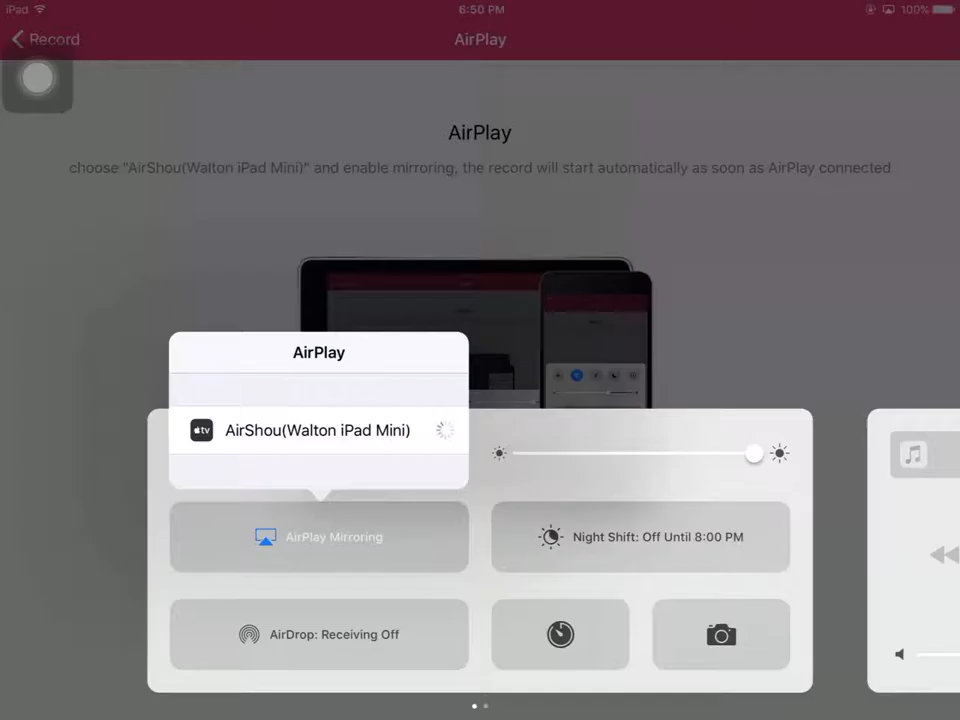 iPad 6:50 PM 100%
Record AirPlay
AirPlay
choose "AirShou(Walton iPad Mini)" and enable mirroring, the record will start automatically as soon as AirPlay connected.
AirPlay
tv AirShou(Walton iPad Mini)
AirPlay Mirroring Night Shift: Off Until 8:00 PM
AirDrop: Receiving Off